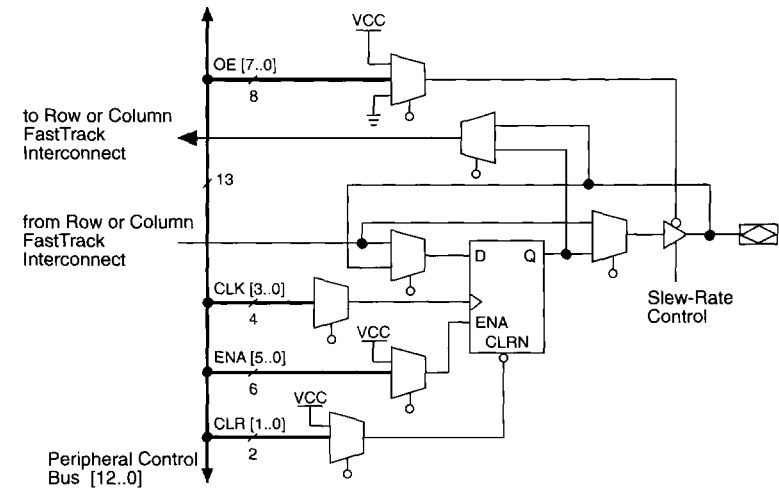 VCC
OE [7..0]
8
to Row or Column
FastTrack
Interconnect
13
from Row or Column
FastTrack
Interconnect
D
Q
CLK [3..0]
4
Slew-Rate
Control
ENA
VCC
CLRN
ENA [5..0]
6
VCC
CLR [1..0]
2
Peripheral Control
Bus [12..0]